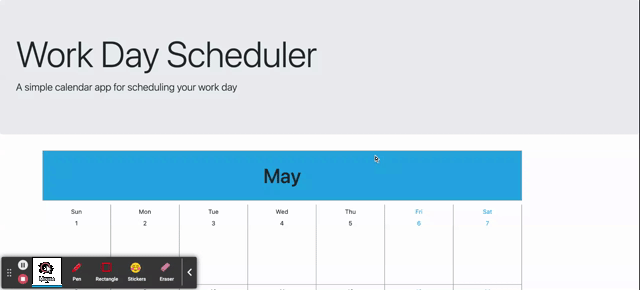 Work Day Scheduler
A simple calendar app for scheduling your work day
May
Sun Mon Tue Wed Thu Fri Sat
1 2 3 4 5 6 7
Pen Rectangle Stickers Eraser